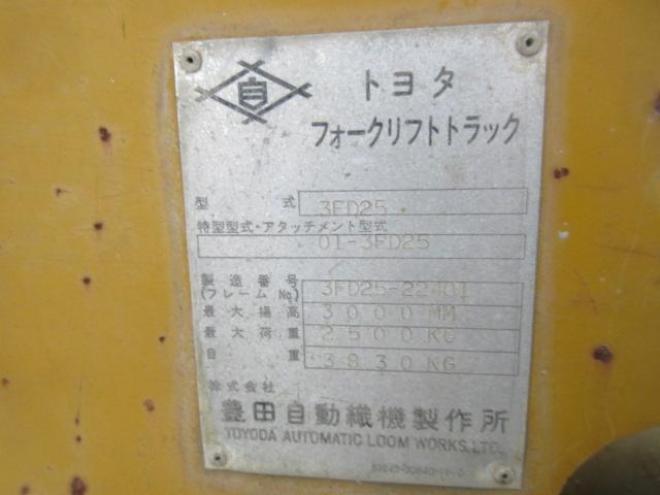 自
トヨタ
フォークリフトトラック
型式 3FD25
特型型式・アタッチメント型式
01-3FD25
製造番号
(フレームNo.) 3FD25-22401
最大揚高 3000MM
最大荷重 2500KG
自重 3830KG
株式会社
豊田自動織機製作所
TOYODA AUTOMATIC LOOM WORKS, LTD.